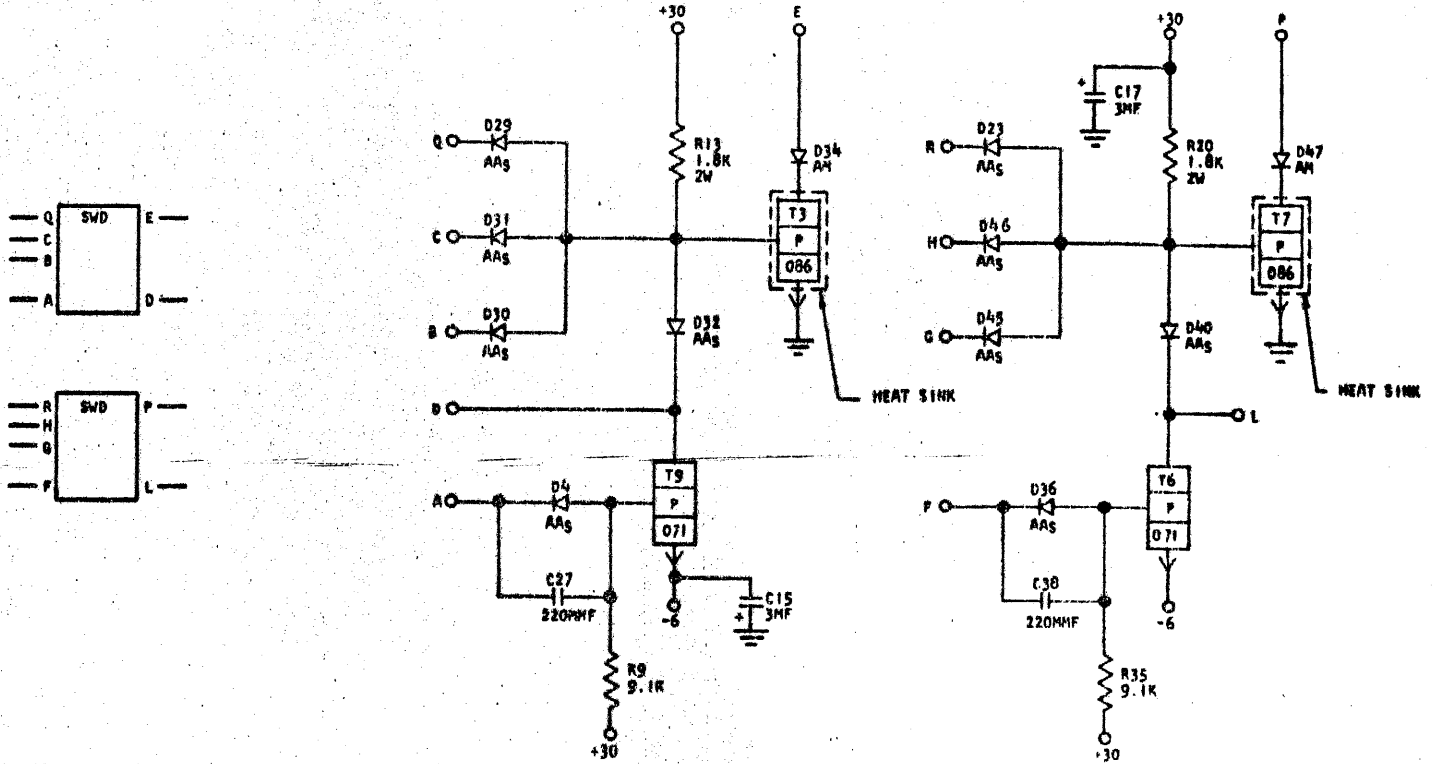 Q SWD E
C
B
A D
R SWD P
H
G
F L
+30
E
Q
D29
AAS
R13
1.8K
2W
D34
AM
C
D31
AAS
T3
P
086
B
D30
AAS
D32
AAS
HEAT SINK
D
T9
P
071
A
D4
AAS
C27
220MMF
-6
C15
+ 3MF
R9
9.1K
+30
+30
P
+
C17
3MF
R
D23
AAS
R20
1.8K
2W
D47
AM
H
D46
AAS
T7
P
086
G
D45
AAS
D40
AAS
HEAT SINK
L
T6
P
071
F
D36
AAS
C38
220MMF
-6
R35
9.1K
+30